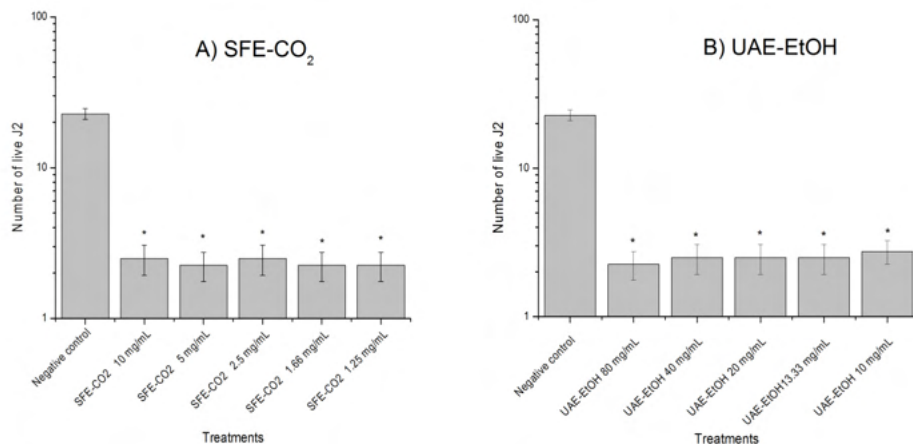 A) SFE-CO2
Number of live J2
100
10
1
*
*
*
*
*
Negative control
SFE-CO2 10 mg/mL
SFE-CO2 5 mg/mL
SFE-CO2 2.5 mg/mL
SFE-CO2 1.66 mg/mL
SFE-CO2 1.25 mg/mL
Treatments
B) UAE-EtOH
Number of live J2
100
10
1
*
*
*
*
*
Negative control
UAE-EtOH 80 mg/mL
UAE-EtOH 40 mg/mL
UAE-EtOH 20 mg/mL
UAE-EtOH13.33 mg/mL
UAE-EtOH 10 mg/mL
Treatments